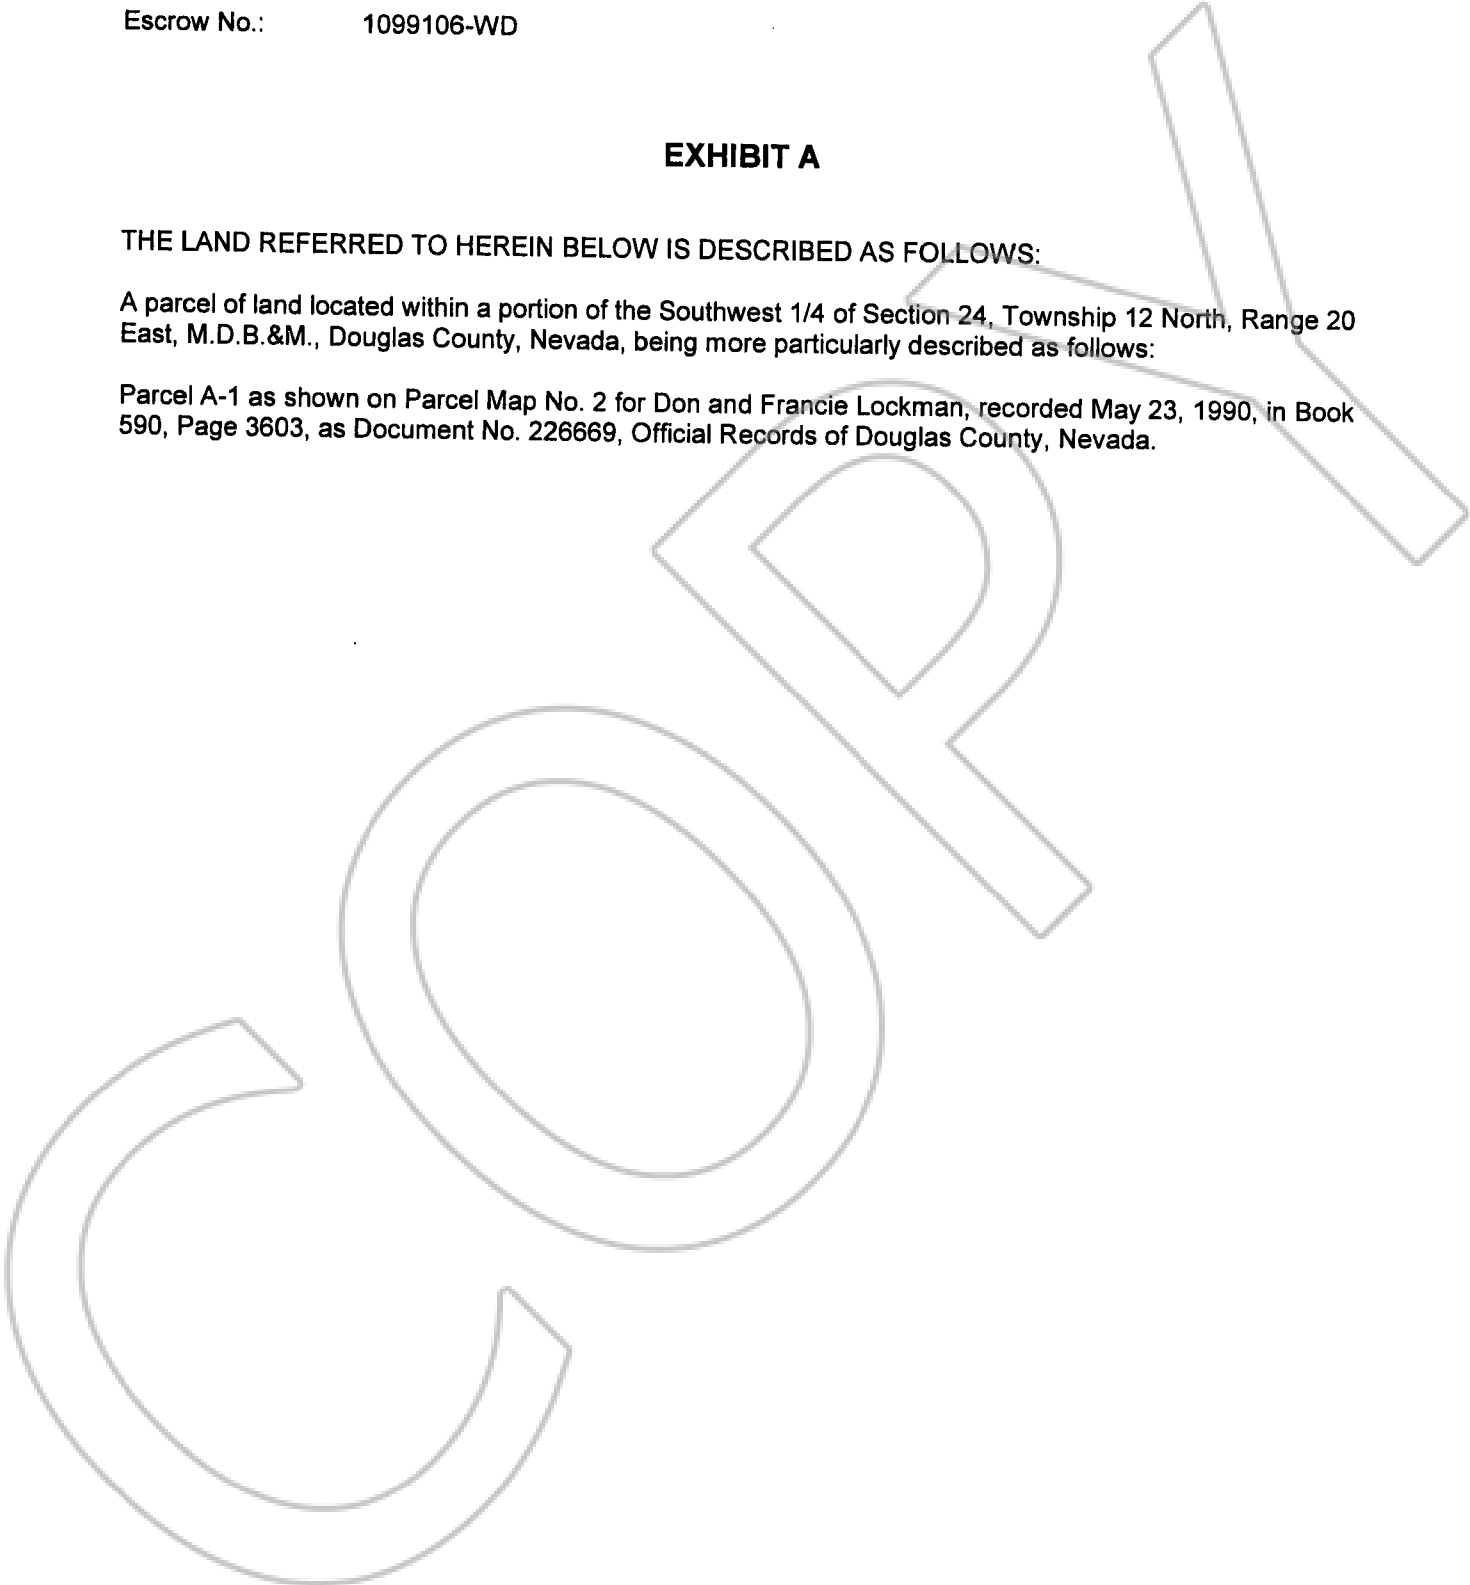 Escrow No.: 1099106-WD
EXHIBIT A
THE LAND REFERRED TO HEREIN BELOW IS DESCRIBED AS FOLLOWS:
A parcel of land located within a portion of the Southwest 1/4 of Section 24, Township 12 North, Range 20
East, M.D.B.&M., Douglas County, Nevada, being more particularly described as follows:
Parcel A-1 as shown on Parcel Map No. 2 for Don and Francie Lockman, recorded May 23, 1990, in Book
590, Page 3603, as Document No. 226669, Official Records of Douglas County, Nevada.
COPY